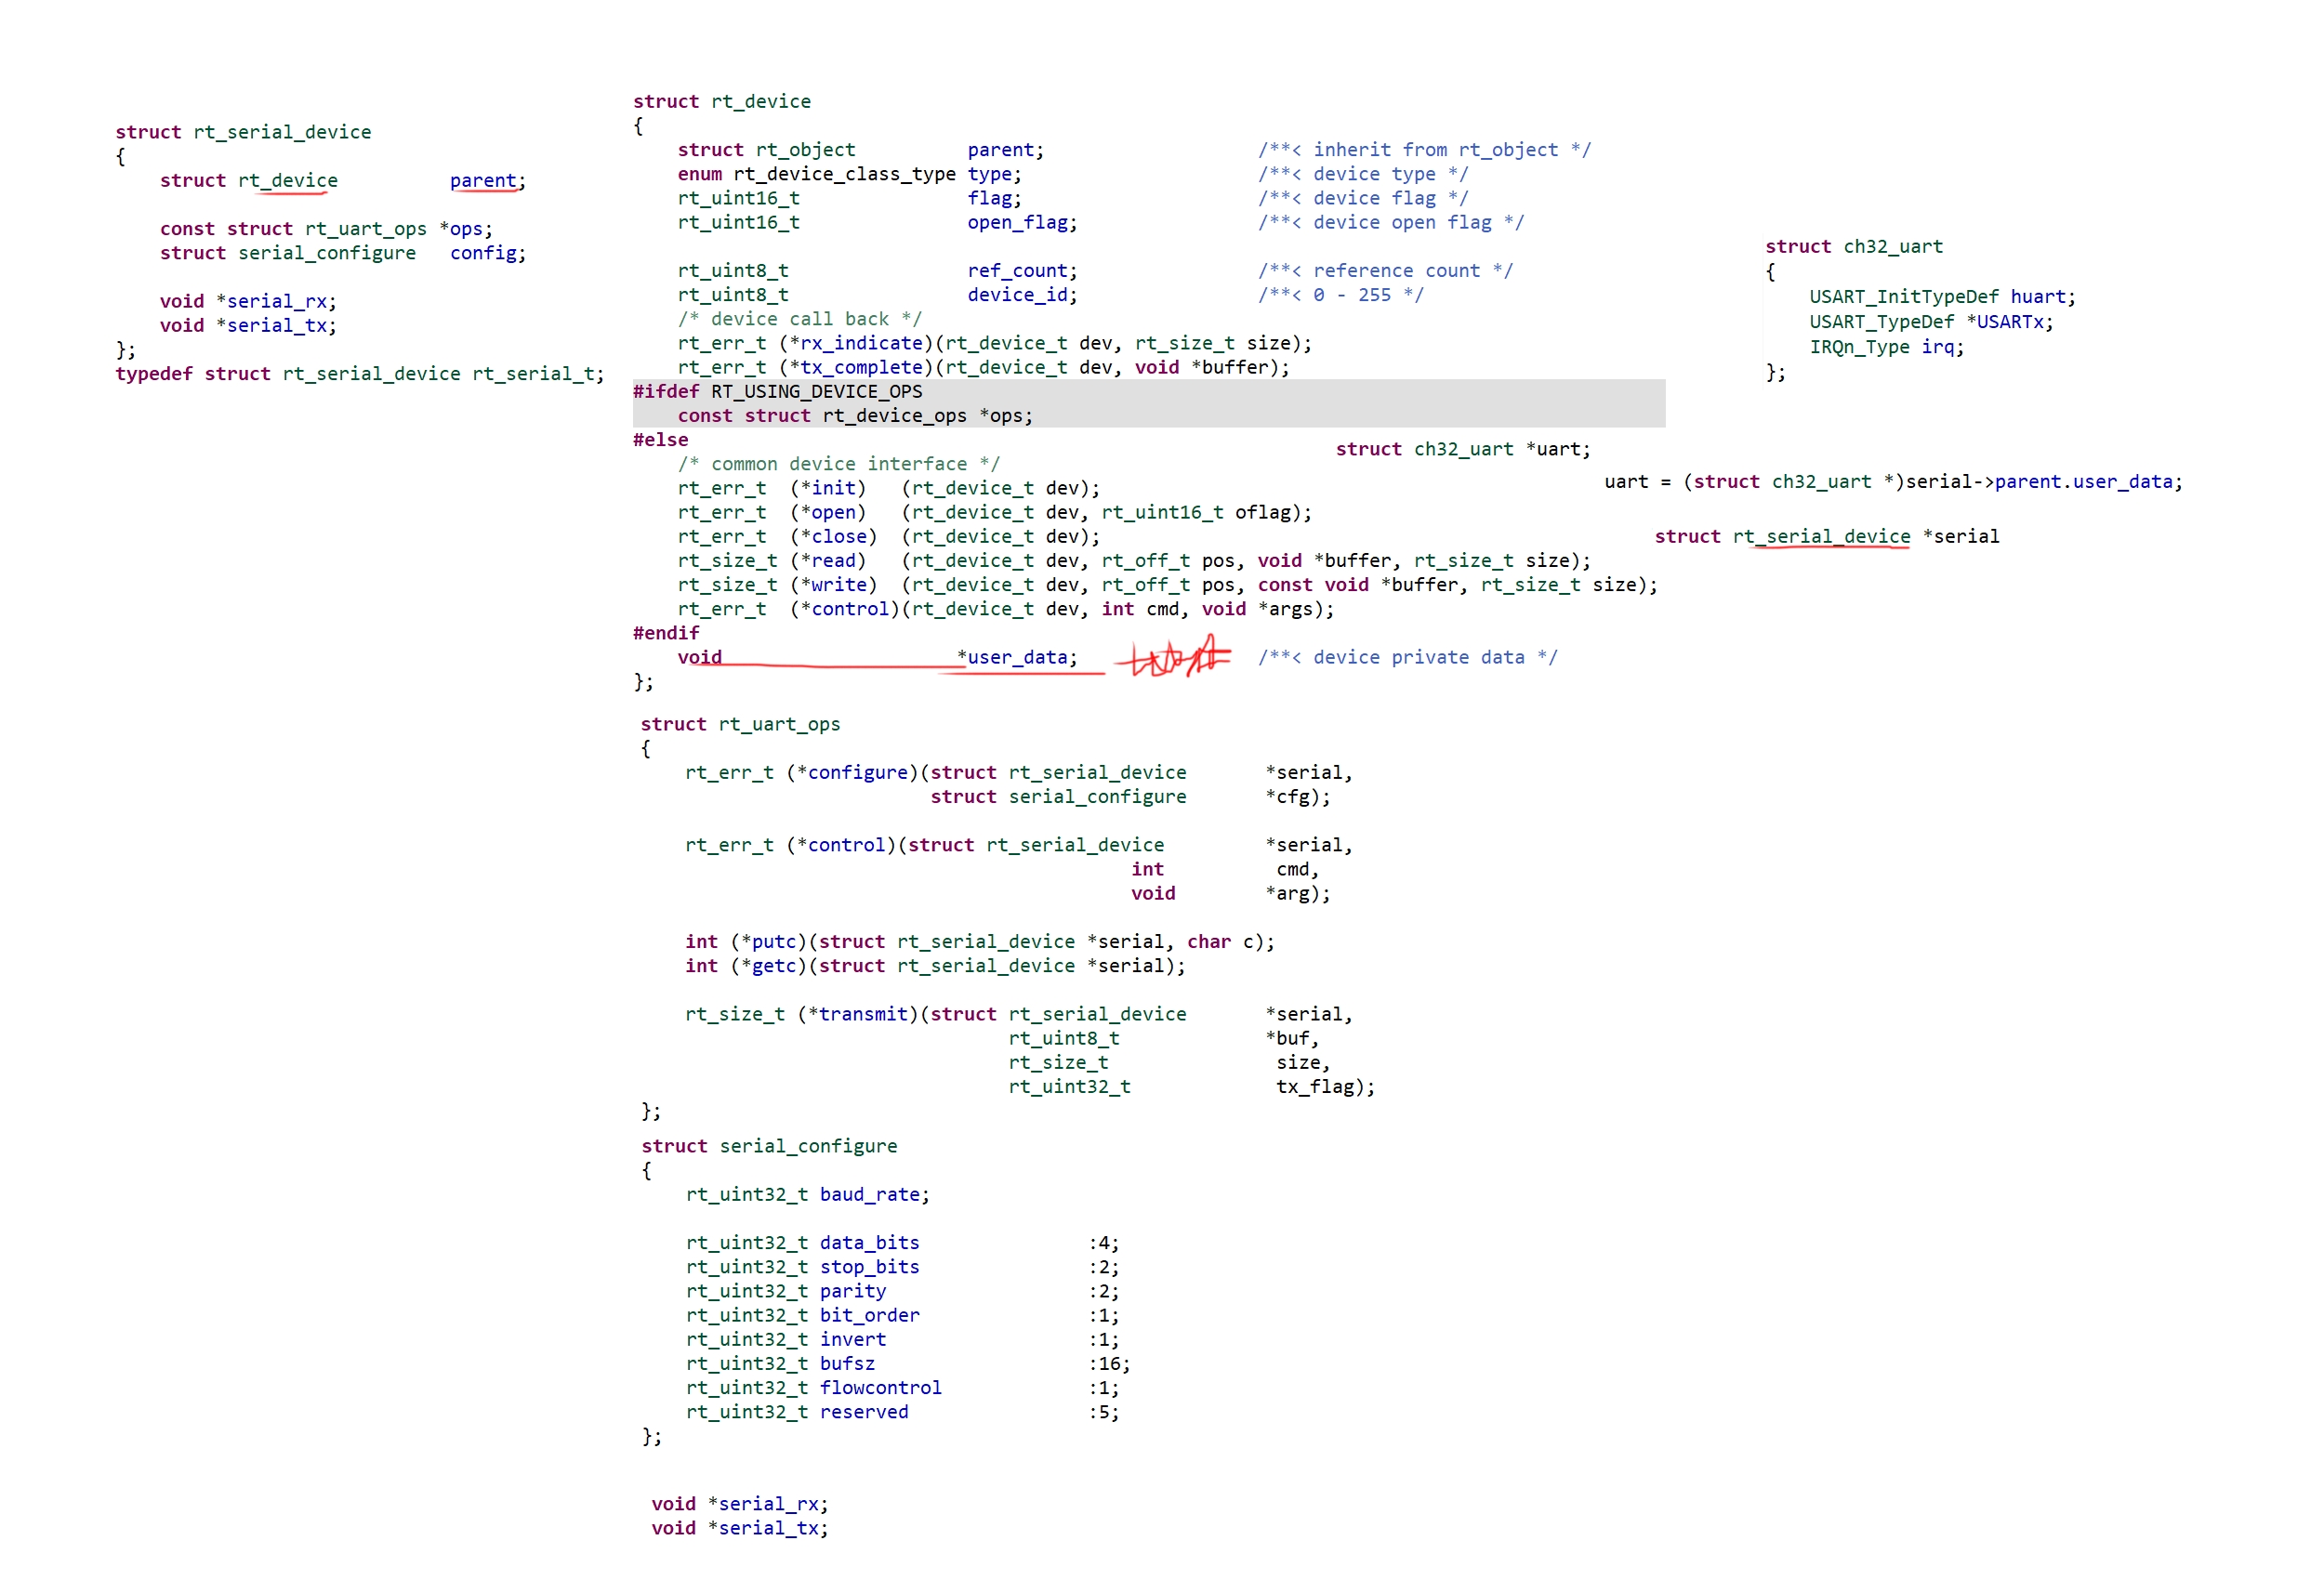 struct rt_serial_device
{
    struct rt_device          parent;

    const struct rt_uart_ops *ops;
    struct serial_configure   config;

    void *serial_rx;
    void *serial_tx;
};
typedef struct rt_serial_device rt_serial_t;
struct rt_device
{
    struct rt_object          parent;                   /**< inherit from rt_object */
    enum rt_device_class_type type;                     /**< device type */
    rt_uint16_t               flag;                     /**< device flag */
    rt_uint16_t               open_flag;                /**< device open flag */

    rt_uint8_t                ref_count;                /**< reference count */
    rt_uint8_t                device_id;                /**< 0 - 255 */
    /* device call back */
    rt_err_t (*rx_indicate)(rt_device_t dev, rt_size_t size);
    rt_err_t (*tx_complete)(rt_device_t dev, void *buffer);
#ifdef RT_USING_DEVICE_OPS
    const struct rt_device_ops *ops;
#else
    /* common device interface */
    rt_err_t  (*init)   (rt_device_t dev);
    rt_err_t  (*open)   (rt_device_t dev, rt_uint16_t oflag);
    rt_err_t  (*close)  (rt_device_t dev);
    rt_size_t (*read)   (rt_device_t dev, rt_off_t pos, void *buffer, rt_size_t size);
    rt_size_t (*write)  (rt_device_t dev, rt_off_t pos, const void *buffer, rt_size_t size);
    rt_err_t  (*control)(rt_device_t dev, int cmd, void *args);
#endif
    void                     *user_data;                /**< device private data */
};
struct rt_uart_ops
{
    rt_err_t (*configure)(struct rt_serial_device       *serial,
                          struct serial_configure       *cfg);

    rt_err_t (*control)(struct rt_serial_device         *serial,
                                            int          cmd,
                                            void        *arg);

    int (*putc)(struct rt_serial_device *serial, char c);
    int (*getc)(struct rt_serial_device *serial);

    rt_size_t (*transmit)(struct rt_serial_device       *serial,
                                 rt_uint8_t             *buf,
                                 rt_size_t               size,
                                 rt_uint32_t             tx_flag);
};
struct serial_configure
{
    rt_uint32_t baud_rate;

    rt_uint32_t data_bits               :4;
    rt_uint32_t stop_bits               :2;
    rt_uint32_t parity                  :2;
    rt_uint32_t bit_order               :1;
    rt_uint32_t invert                  :1;
    rt_uint32_t bufsz                   :16;
    rt_uint32_t flowcontrol             :1;
    rt_uint32_t reserved                :5;
};
void *serial_rx;
void *serial_tx;
struct ch32_uart
{
    USART_InitTypeDef huart;
    USART_TypeDef *USARTx;
    IRQn_Type irq;
};
struct ch32_uart *uart;
uart = (struct ch32_uart *)serial->parent.user_data;
struct rt_serial_device *serial